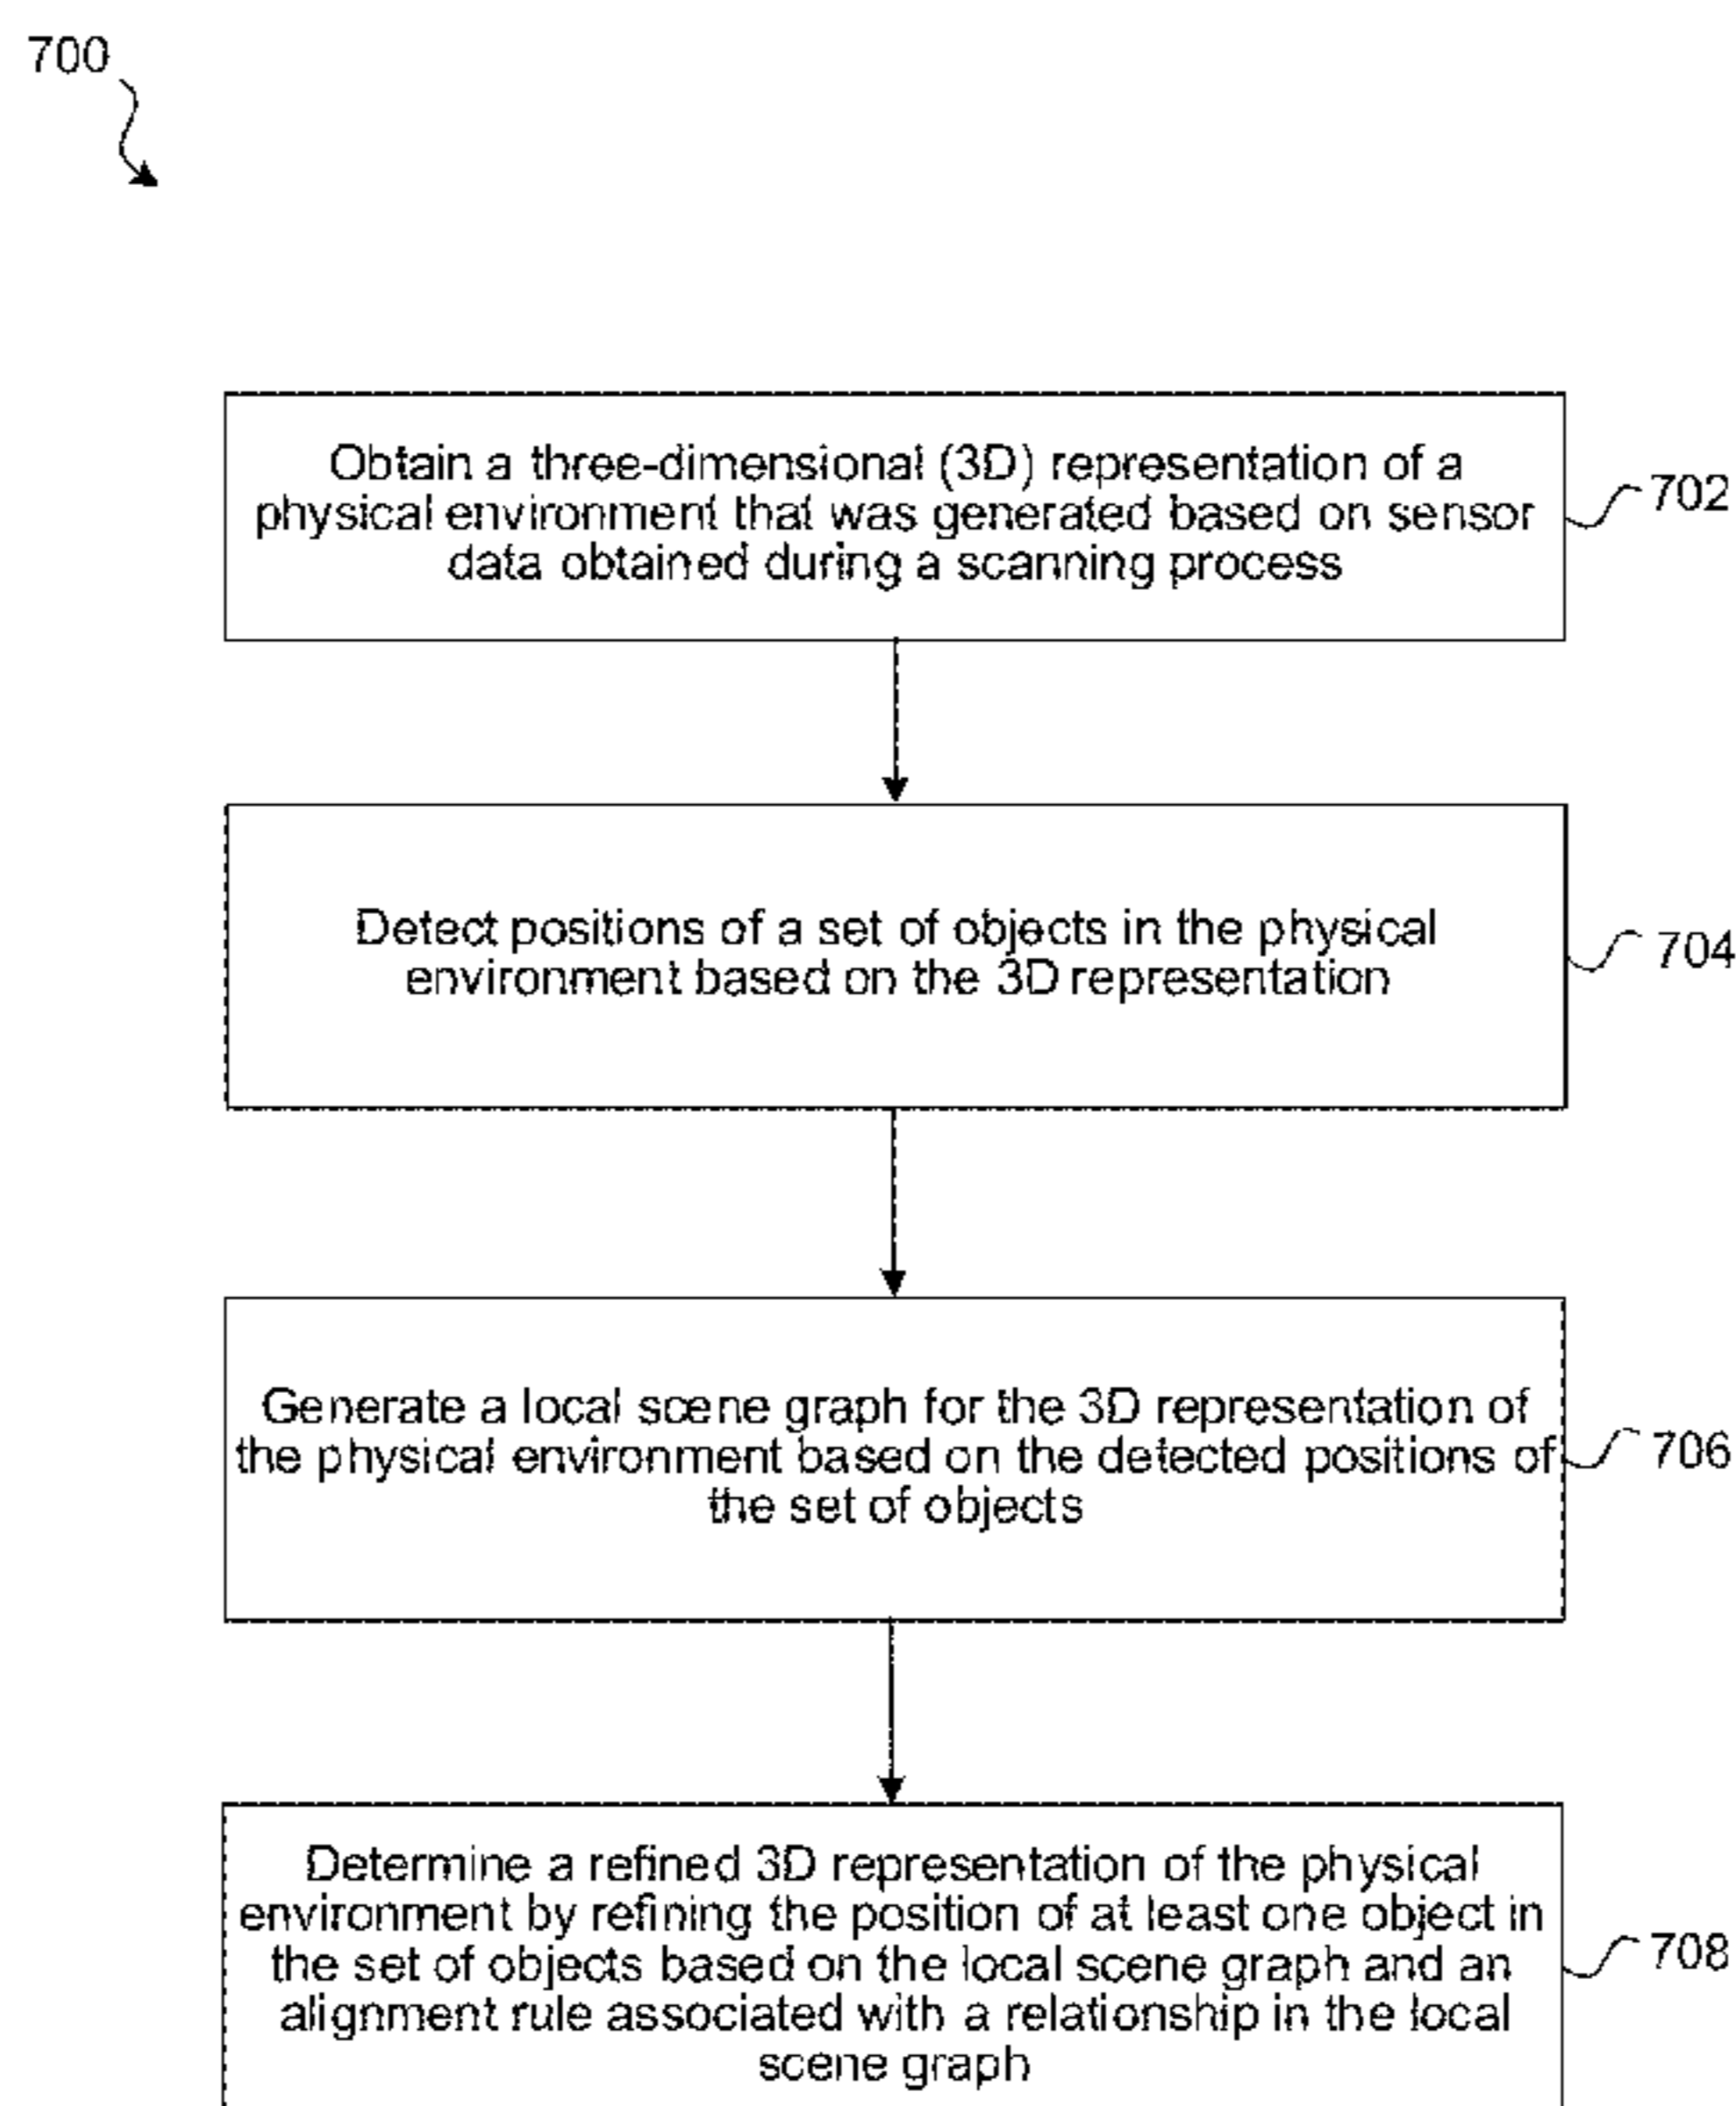 700
Obtain a three-dimensional (3D) representation of a
physical environment that was generated based on sensor
data obtained during a scanning process
702
Detect positions of a set of objects in the physical
environment based on the 3D representation
704
Generate a local scene graph for the 3D representation of
the physical environment based on the detected positions of
the set of objects
706
Determine a refined 3D representation of the physical
environment by refining the position of at least one object in
the set of objects based on the local scene graph and an
alignment rule associated with a relationship in the local
scene graph
708